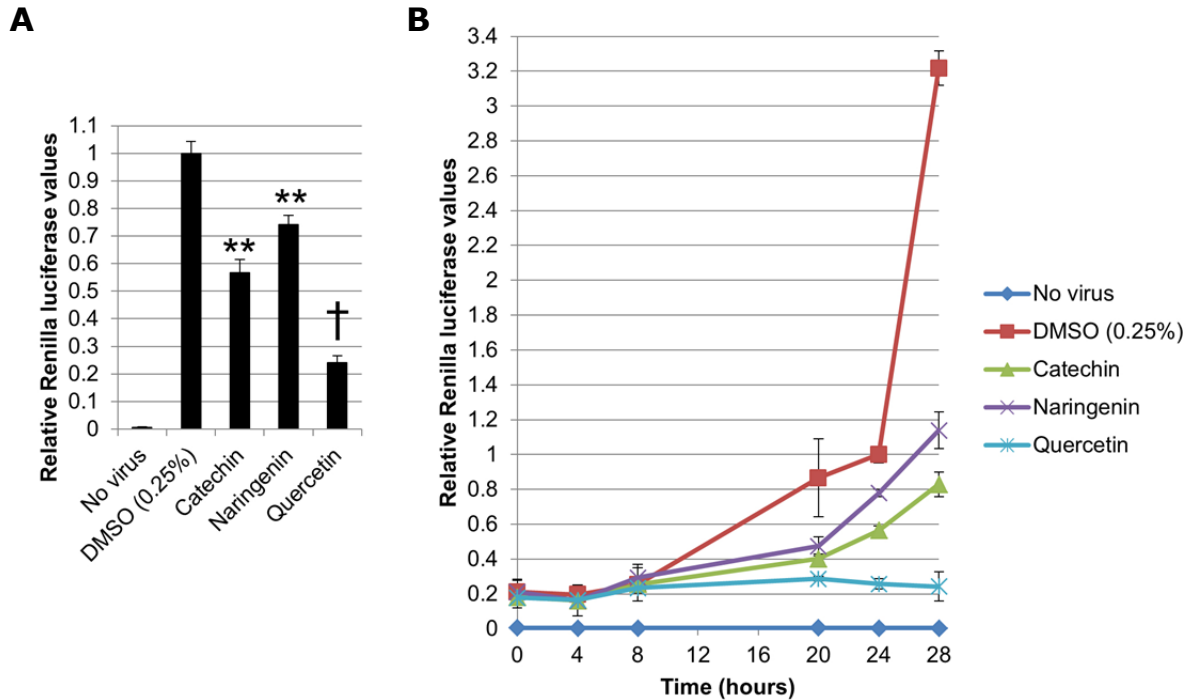 A
Relative Renilla luciferase values
1.1
1
0.9
0.8
0.7
0.6
0.5
0.4
0.3
0.2
0.1
0
**
**
†
No virus
DMSO (0.25%)
Catechin
Naringenin
Quercetin
B
Relative Renilla luciferase values
3.4
3.2
3
2.8
2.6
2.4
2.2
2
1.8
1.6
1.4
1.2
1
0.8
0.6
0.4
0.2
0
0 4 8 12 16 20 24 28
Time (hours)
No virus
DMSO (0.25%)
Catechin
Naringenin
Quercetin